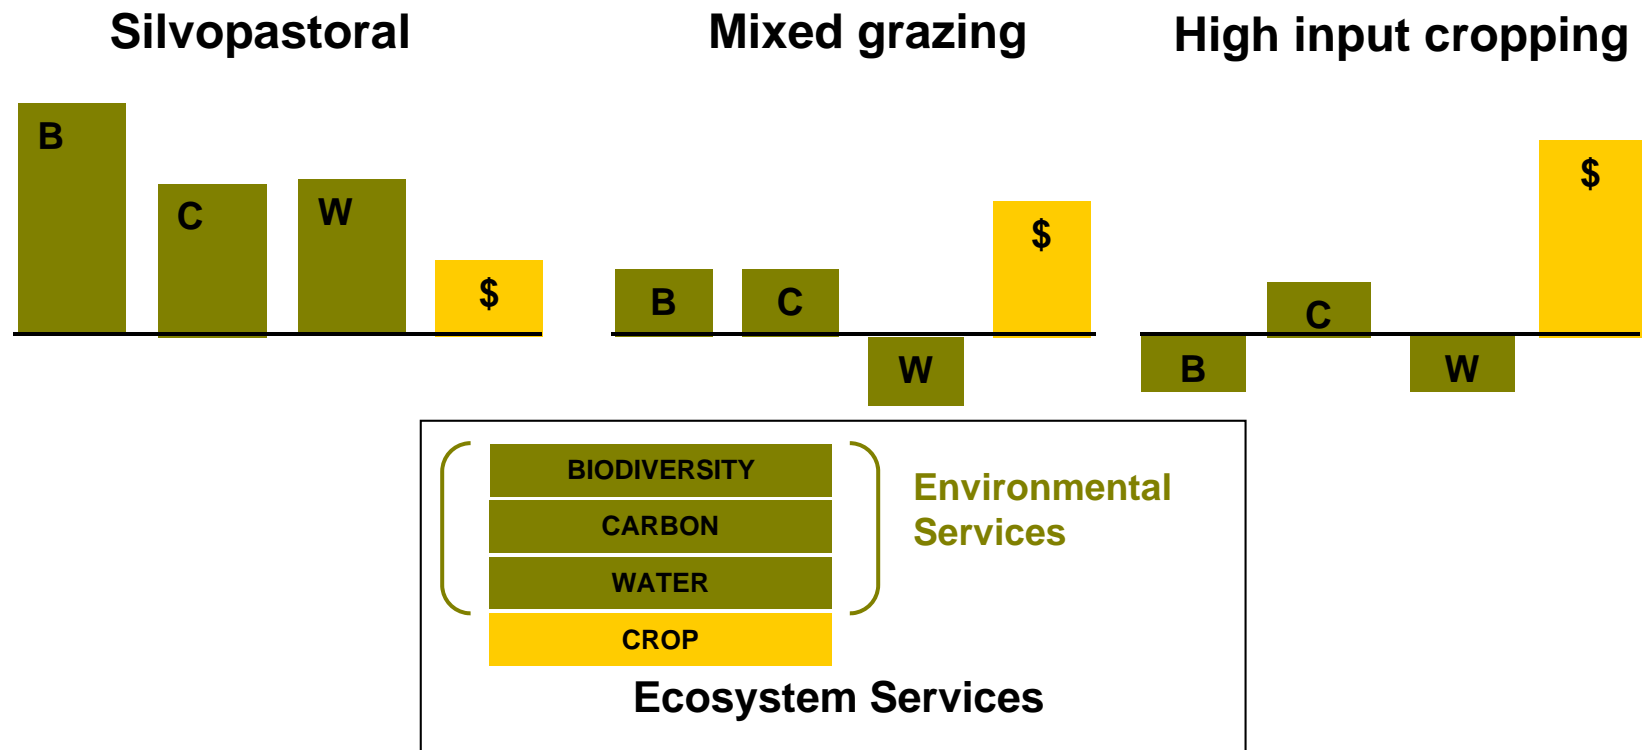 Silvopastoral
Mixed grazing
High input cropping
B
C
W
$
B
C
W
$
B
C
W
$
BIODIVERSITY
CARBON
WATER
CROP
Environmental
Services
Ecosystem Services